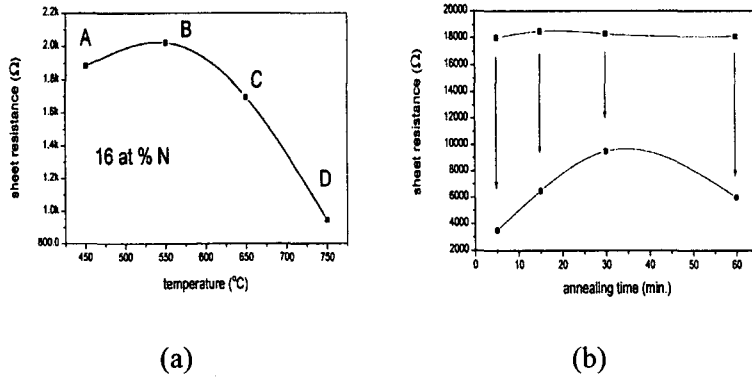 2.2k
2.0k
1.8k
1.6k
1.4k
1.2k
1.0k
800.0
sheet resistance (Ω)
A
B
C
D
16 at % N
450 500 550 600 650 700 750
temperature (°C)
(a)
20000
18000
16000
14000
12000
10000
8000
6000
4000
2000
sheet resistance (Ω)
0 10 20 30 40 50 60
annealing time (min.)
(b)